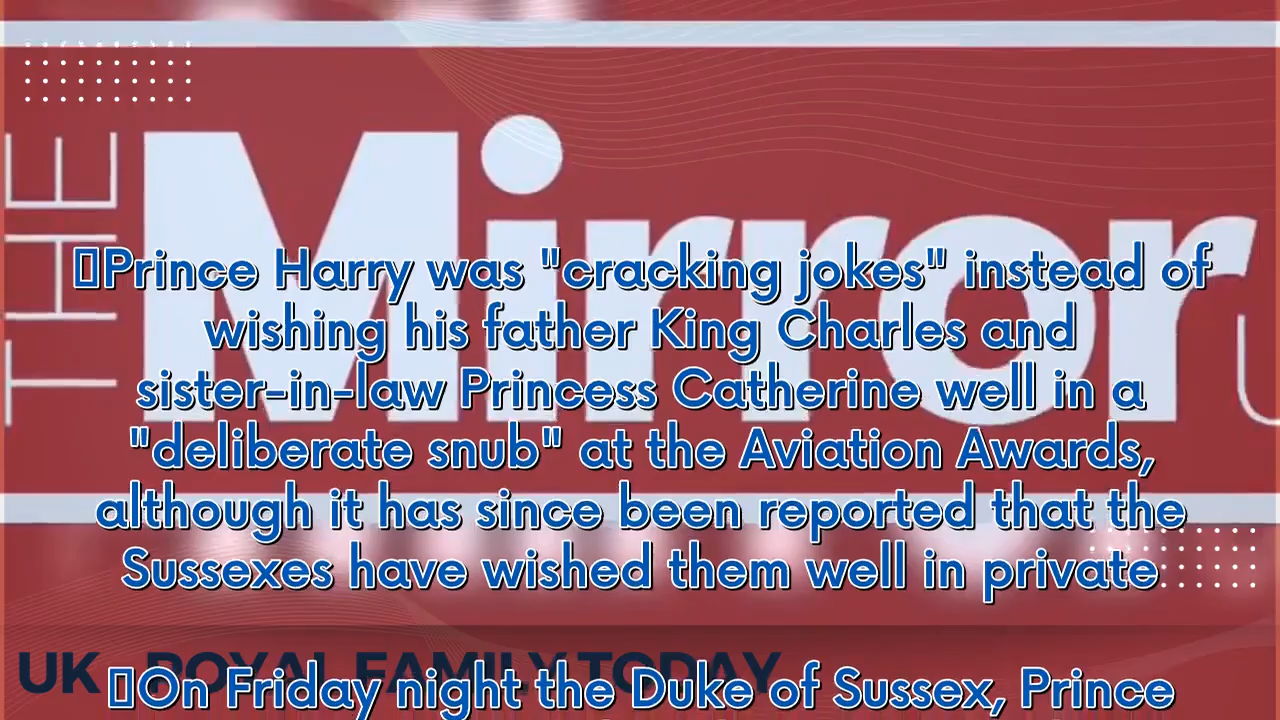 THE
Mirror
Prince Harry was "cracking jokes" instead of
wishing his father King Charles and
sister-in-law Princess Catherine well in a
"deliberate snub" at the Aviation Awards,
although it has since been reported that the
Sussexes have wished them well in private
UK ROYAL FAMILY TODAY
On Friday night the Duke of Sussex, Prince